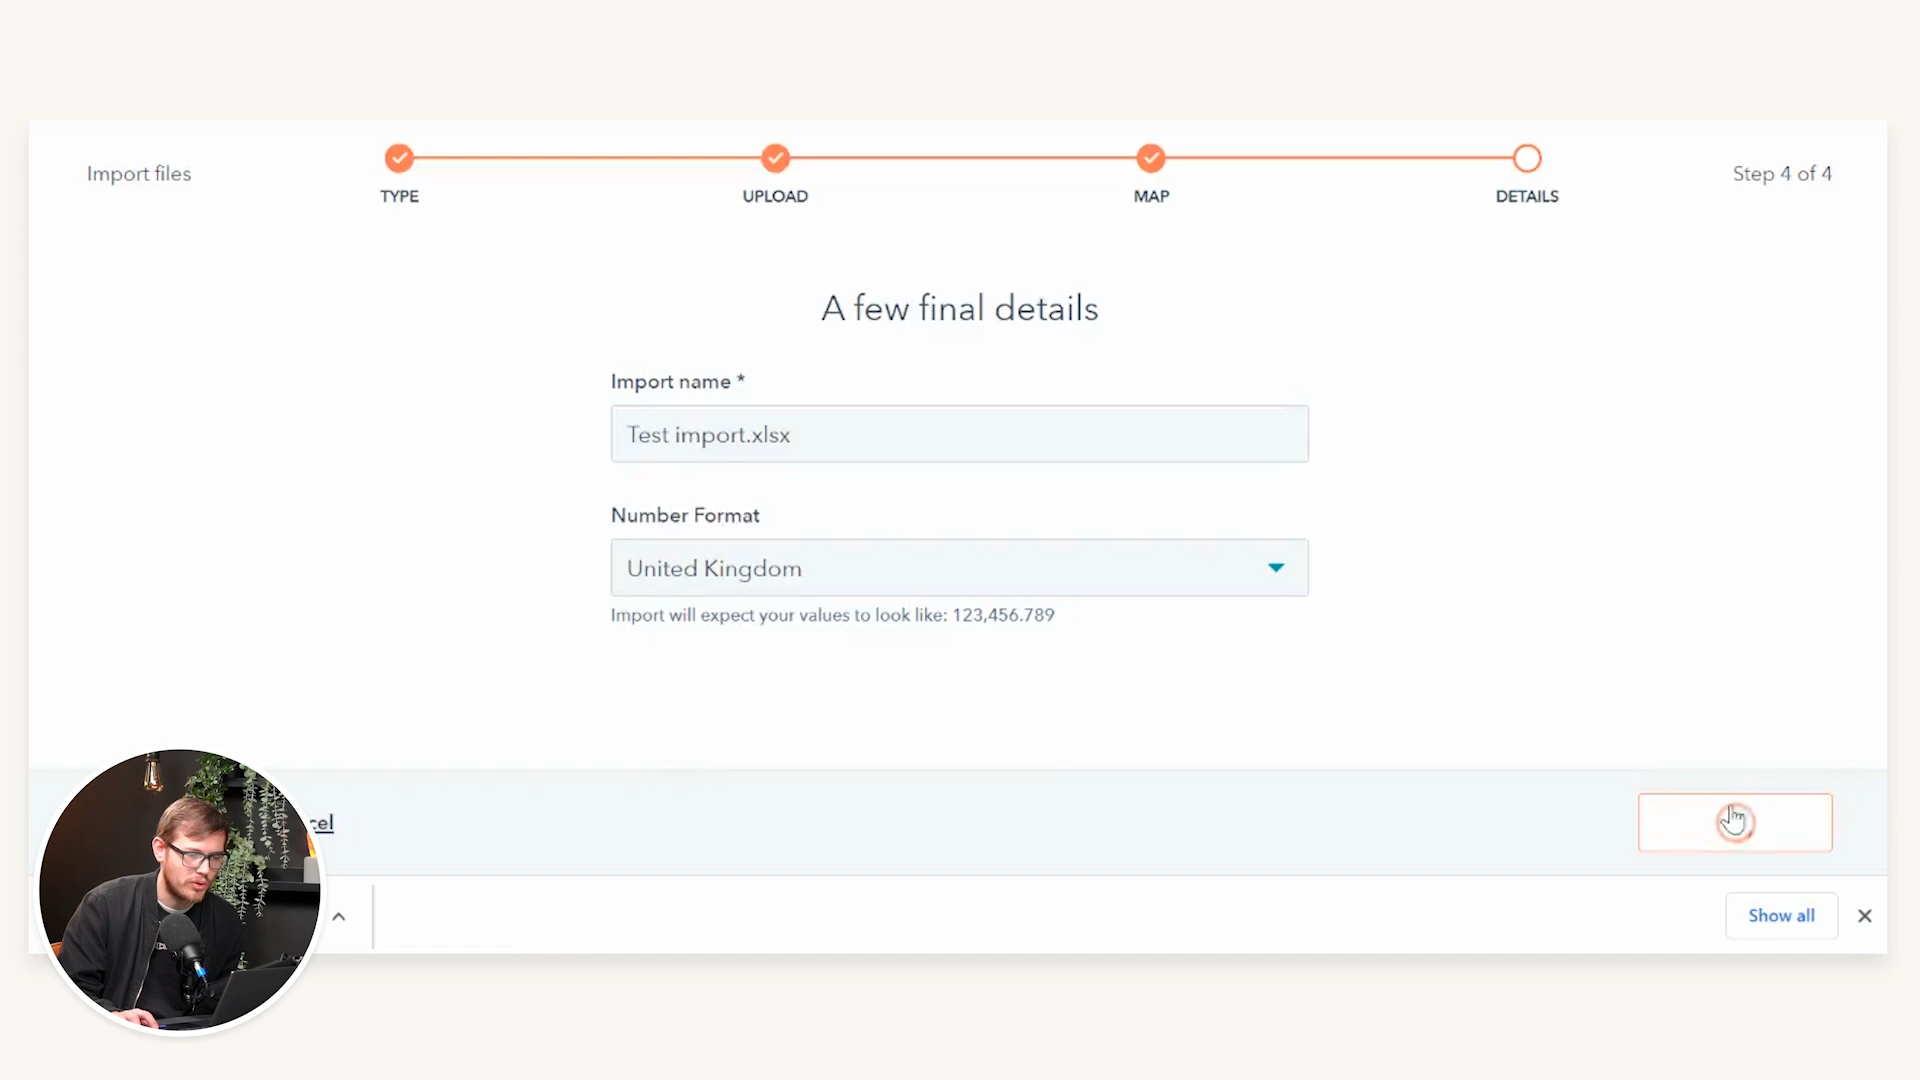 Import files
TYPE
UPLOAD
MAP
DETAILS
Step 4 of 4
A few final details
Import name *
Test import.xlsx
Number Format
United Kingdom
Import will expect your values to look like: 123,456.789
cel
Show all